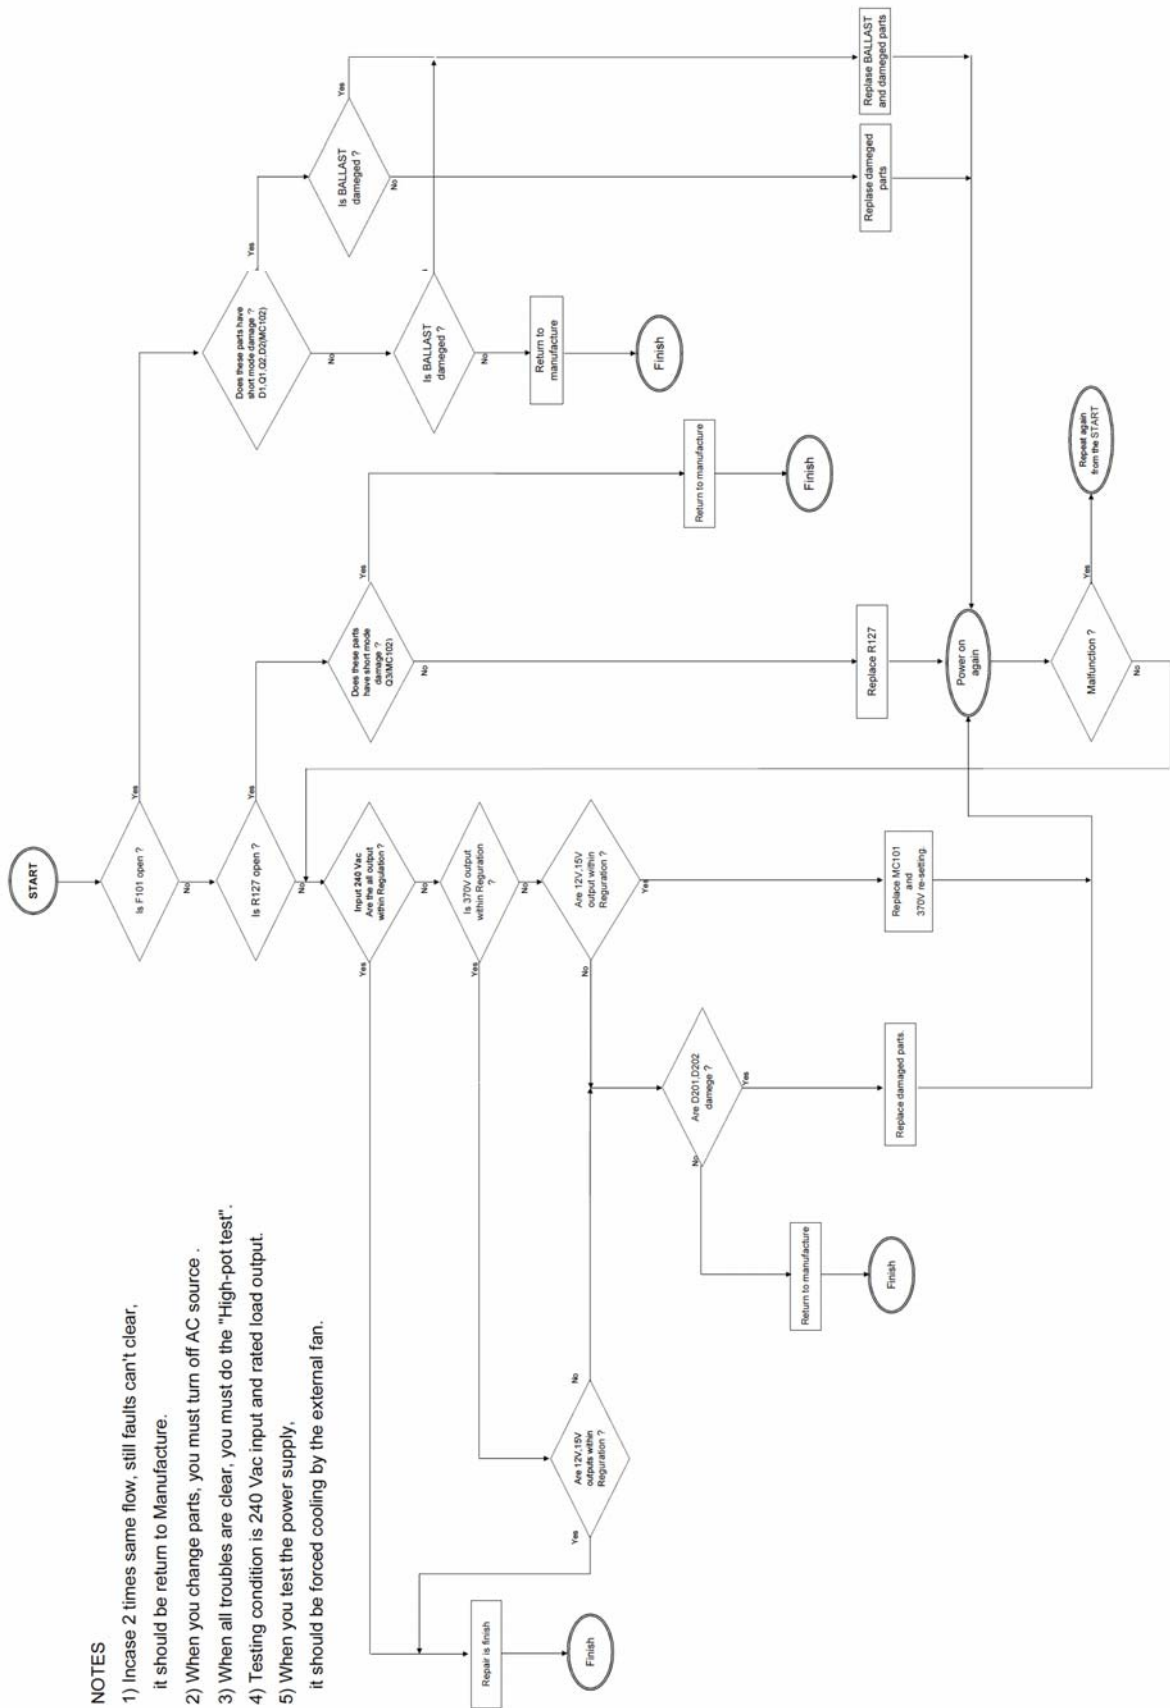 START
Is F101 open ?
Yes
No
Does these parts have
short mode damage ?
D1,Q1,Q2,D2(MC102)
Yes
No
Is BALLAST
dameged ?
Yes
No
Is BALLAST
dameged ?
No
Return to
manufacture
Finish
Replase BALLAST
and dameged parts
Replase dameged
parts
Is R127 open ?
Yes
No
Does these parts
have short mode
damage ?
Q3(MC102)
Yes
No
Return to manufacture
Finish
Replace R127
Power on
again
Malfunction ?
Yes
No
Repeat again
from the START
Input 240 Vac
Are the all output
within Regulation ?
Yes
No
Is 370V output
within Reguration
?
Yes
No
Are 12V,15V
output within
Reguration ?
Yes
No
Replace MC101
and
370V re-setting.
Are D201,D202
damege ?
Yes
No
Replace damaged parts.
Return to manufacture
Finish
Are 12V,15V
outputs within
Reguration ?
No
Yes
Repair is finish
Finish
NOTES
1) Incase 2 times same flow, still faults can't clear,
it should be return to Manufacture.
2) When you change parts, you must turn off AC source .
3) When all troubles are clear, you must do the "High-pot test".
4) Testing condition is 240 Vac input and rated load output.
5) When you test the power supply,
it should be forced cooling by the external fan.